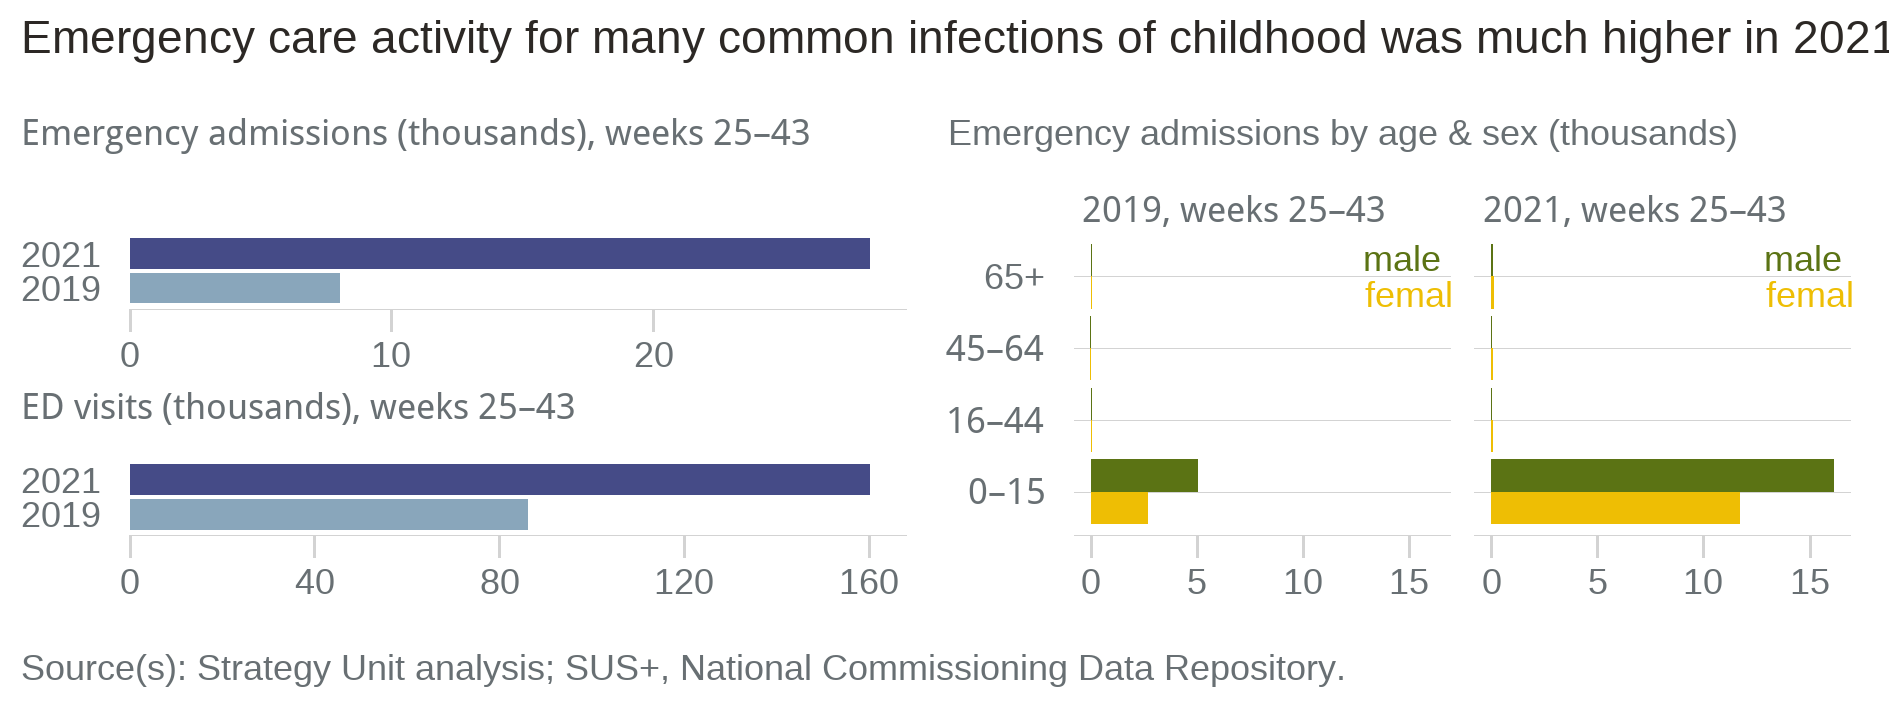 Emergency care activity for many common infections of childhood was much higher in 2021
Emergency admissions (thousands), weeks 25–43
2021
2019
0 10 20
ED visits (thousands), weeks 25–43
2021
2019
0 40 80 120 160
Emergency admissions by age & sex (thousands)
2019, weeks 25–43 2021, weeks 25–43
male male
65+
femal femal
45–64
16–44
0–15
0 5 10 15 0 5 10 15
Source(s): Strategy Unit analysis; SUS+, National Commissioning Data Repository.